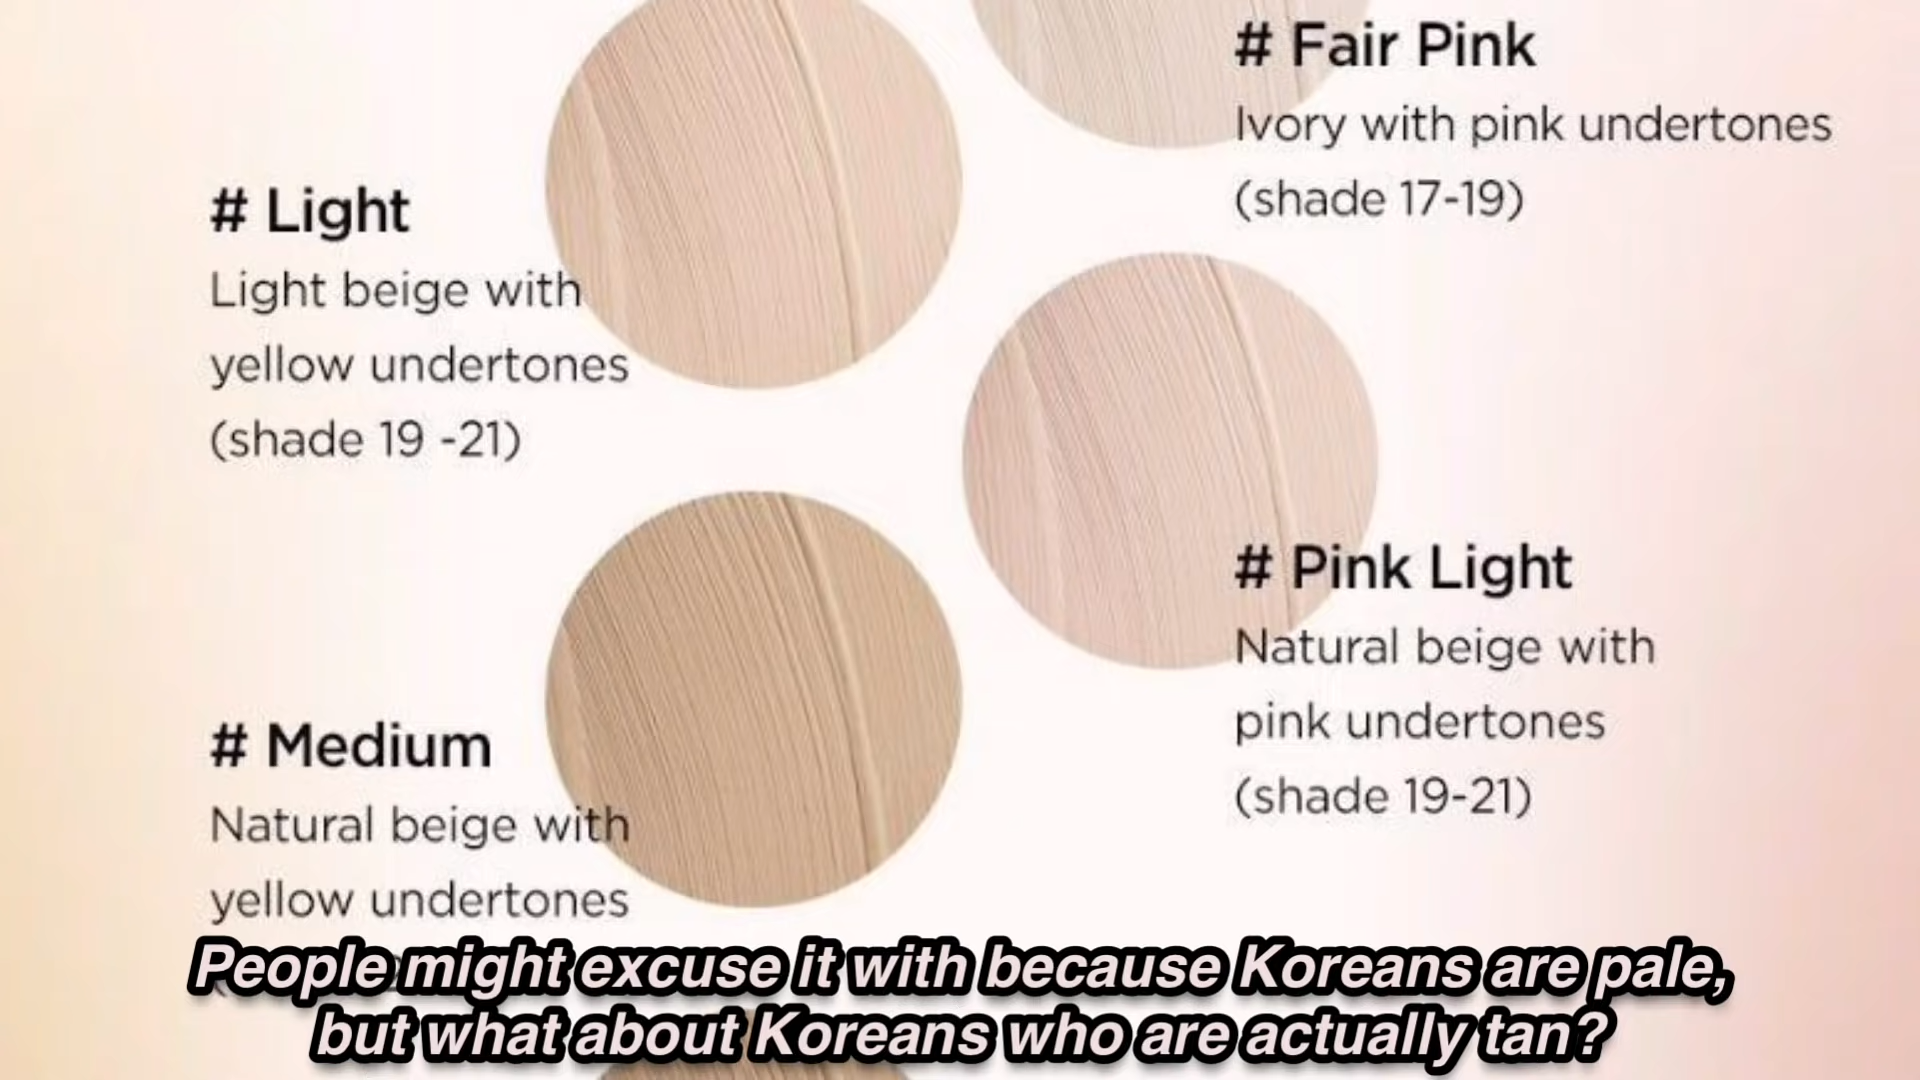 # Fair Pink
Ivory with pink undertones
(shade 17-19)
# Light
Light beige with
yellow undertones
(shade 19 -21)
# Pink Light
Natural beige with
pink undertones
(shade 19-21)
# Medium
Natural beige with
yellow undertones
People might excuse it with because Koreans are pale,
but what about Koreans who are actually tan?